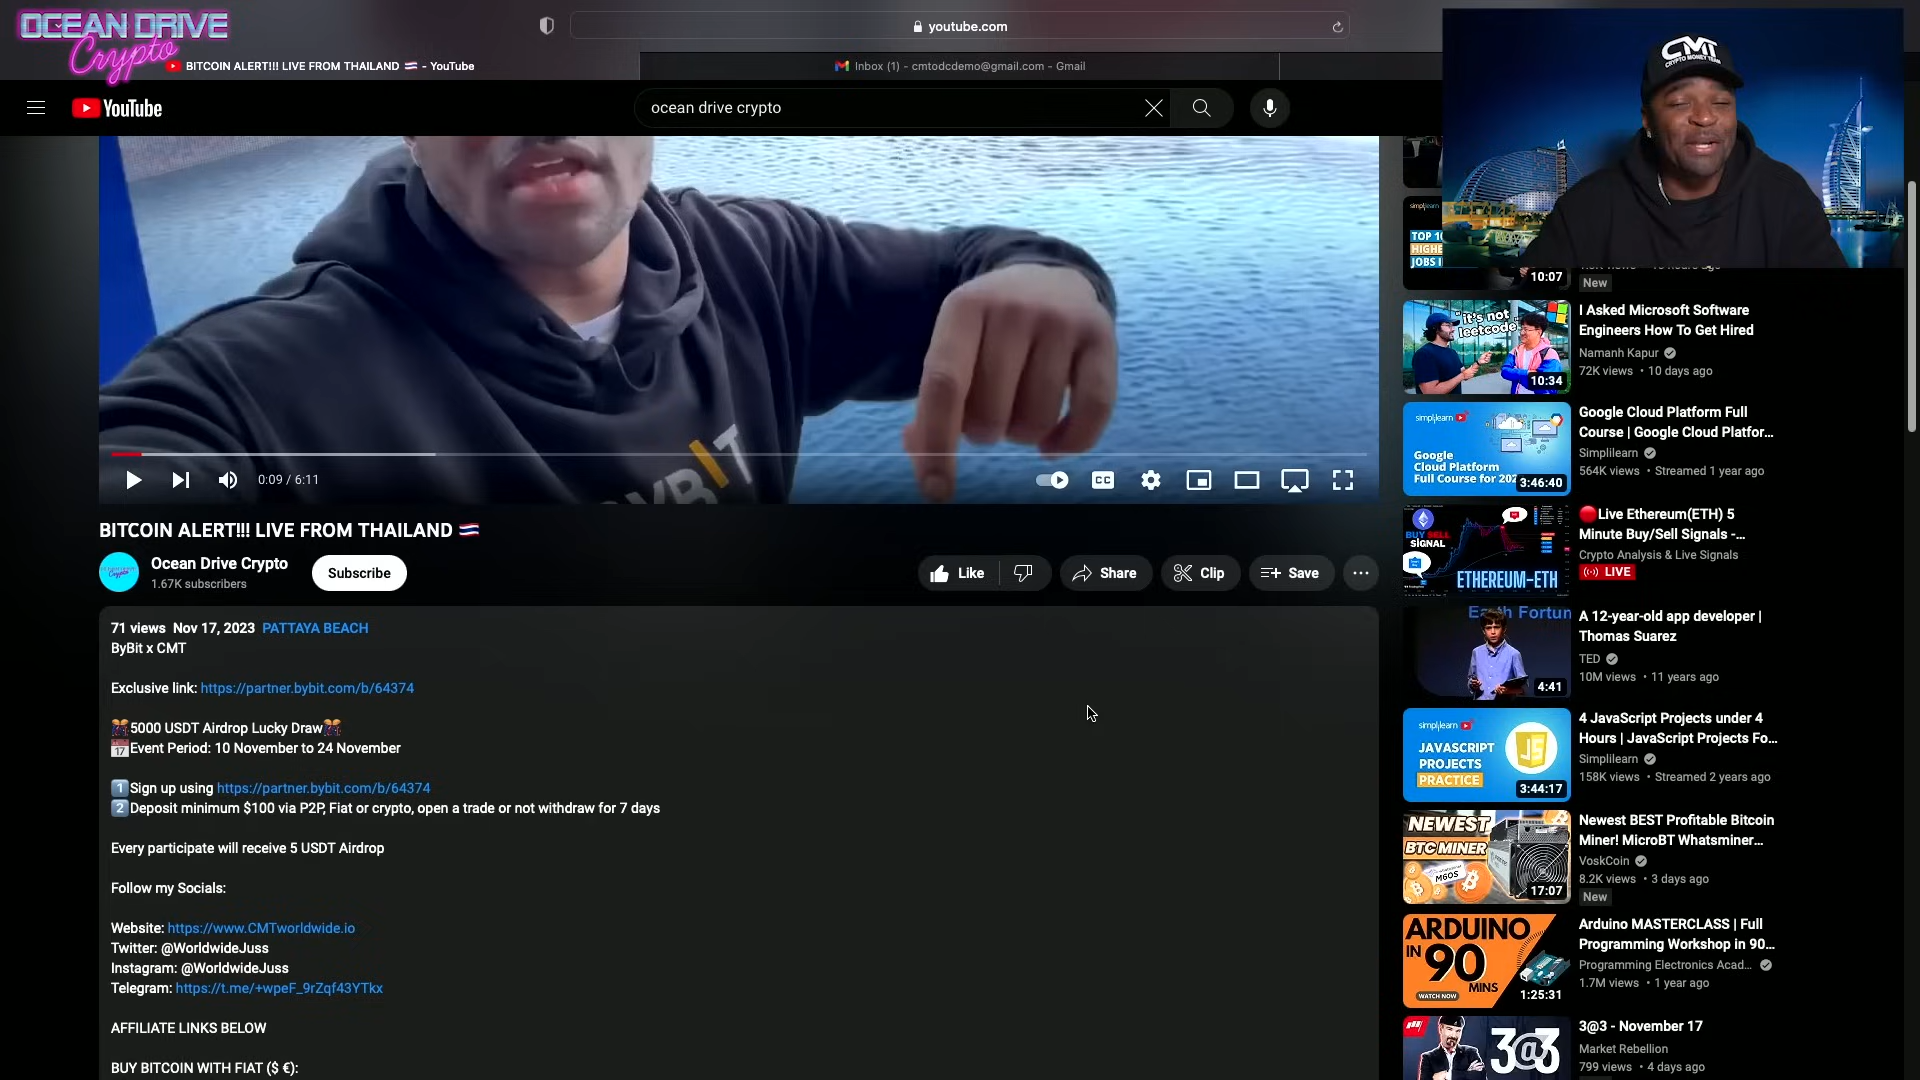 OCEAN DRIVE
Crypto
youtube.com
BITCOIN ALERT!!! LIVE FROM THAILAND 🇹🇭 - YouTube
Inbox (1) - cmtodcdemo@gmail.com - Gmail
YouTube
ocean drive crypto
CMT
CRYPTO MONEY TEAM
BYBIT
0:09 / 6:11
CC
BITCOIN ALERT!!! LIVE FROM THAILAND 🇹🇭
Ocean Drive Crypto
1.67K subscribers
Subscribe
Like
Share
Clip
Save
71 views Nov 17, 2023 PATTAYA BEACH
ByBit x CMT
Exclusive link: https://partner.bybit.com/b/64374
🎊5000 USDT Airdrop Lucky Draw🎊
📅Event Period: 10 November to 24 November
1️⃣Sign up using https://partner.bybit.com/b/64374
2️⃣Deposit minimum $100 via P2P, Fiat or crypto, open a trade or not withdraw for 7 days
Every participate will receive 5 USDT Airdrop
Follow my Socials:
Website: https://www.CMTworldwide.io
Twitter: @WorldwideJuss
Instagram: @WorldwideJuss
Telegram: https://t.me/+wpeF_9rZqf43YTkx
AFFILIATE LINKS BELOW
BUY BITCOIN WITH FIAT ($ €):
simplilearn
TOP 10
HIGHE
JOBS I
10:07
New
"it's not
leetcode"
10:34
I Asked Microsoft Software
Engineers How To Get Hired
Namanh Kapur
72K views • 10 days ago
simplilearn
Google
Cloud Platform
Full Course for 202
3:46:40
Google Cloud Platform Full
Course | Google Cloud Platfor...
Simplilearn
564K views • Streamed 1 year ago
BUY SELL
SIGNAL
ETHEREUM-ETH
🔴Live Ethereum(ETH) 5
Minute Buy/Sell Signals -...
Crypto Analysis & Live Signals
LIVE
Earth Fortun
4:41
A 12-year-old app developer |
Thomas Suarez
TED
10M views • 11 years ago
simplilearn
JAVASCRIPT
PROJECTS
PRACTICE
JS
3:44:17
4 JavaScript Projects under 4
Hours | JavaScript Projects Fo...
Simplilearn
158K views • Streamed 2 years ago
NEWEST
BTC MINER
M60S
17:07
Newest BEST Profitable Bitcoin
Miner! MicroBT Whatsminer...
VoskCoin
8.2K views • 3 days ago
New
ARDUINO
IN 90
MINS
WATCH NOW
1:25:31
Arduino MASTERCLASS | Full
Programming Workshop in 90...
Programming Electronics Acad...
1.7M views • 1 year ago
3@3
3@3 - November 17
Market Rebellion
799 views • 4 days ago